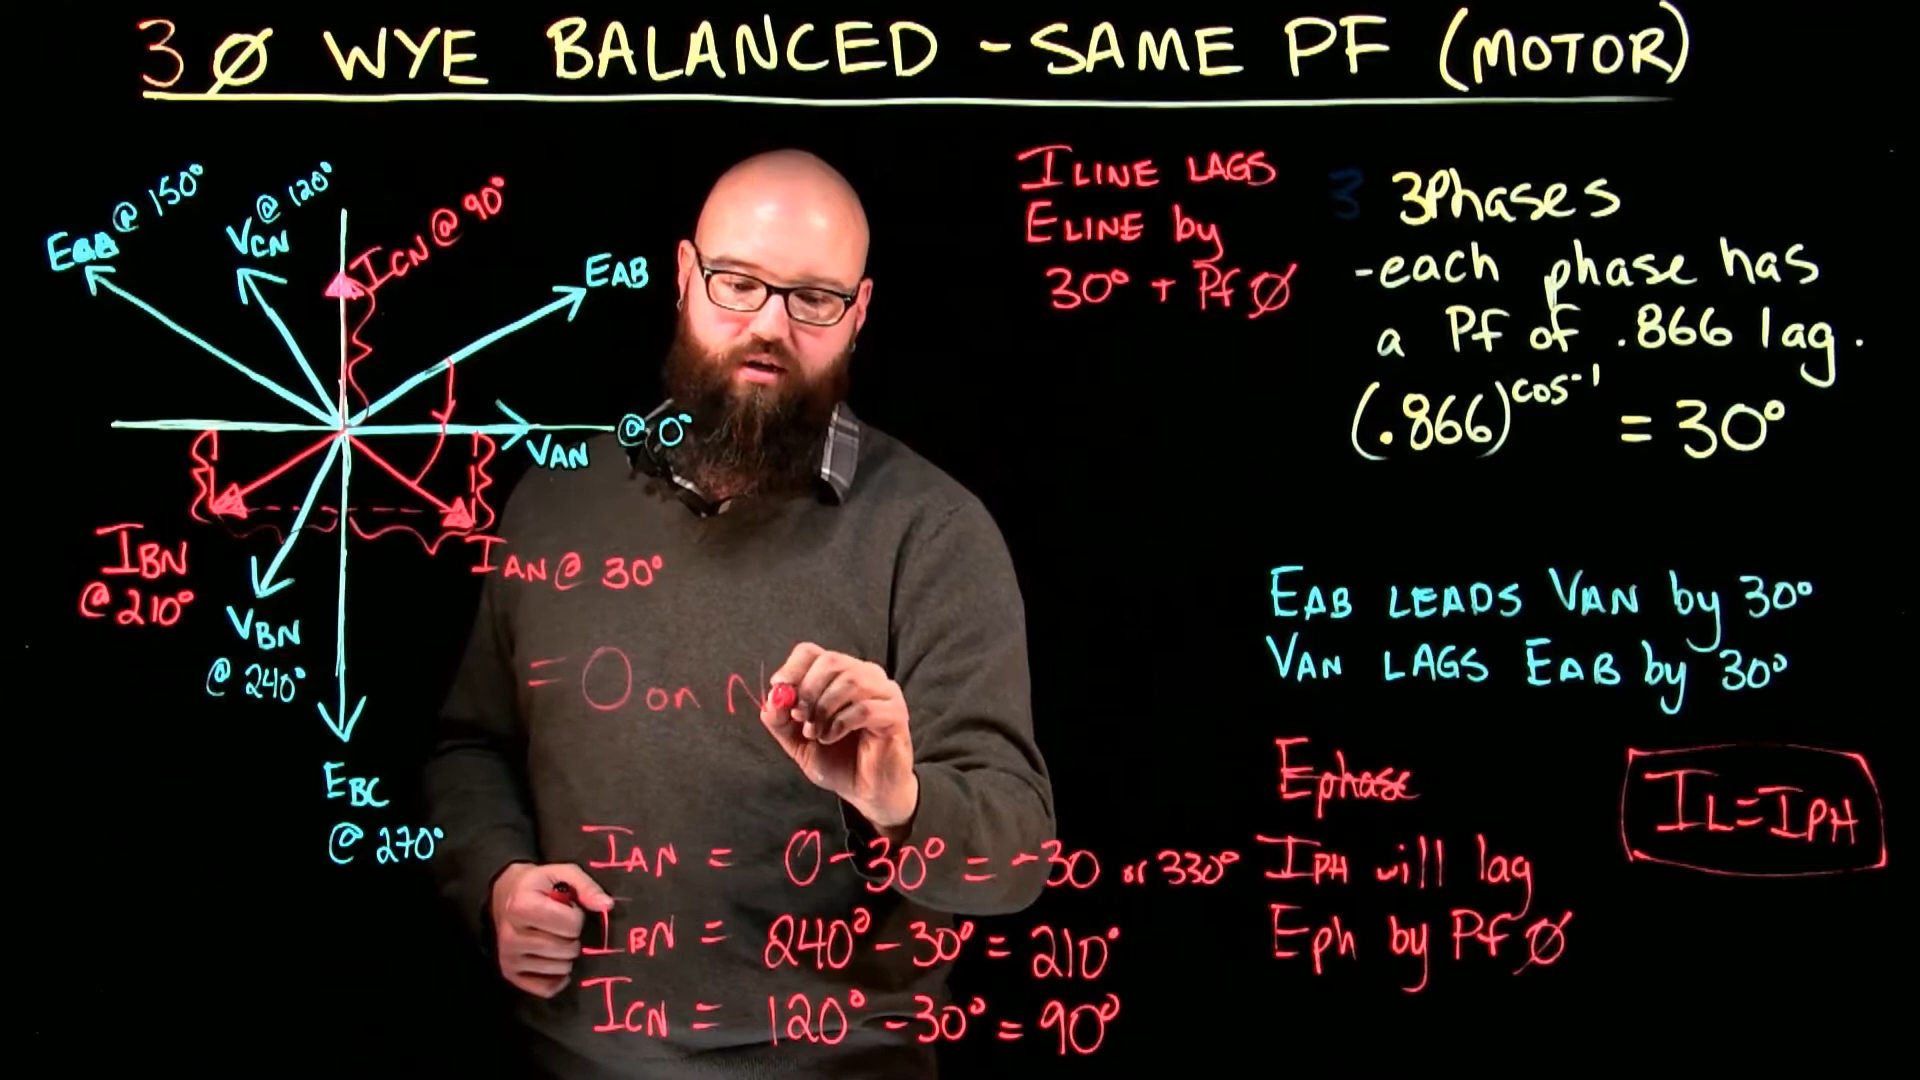 3Ø WYE BALANCED - SAME PF (MOTOR)
@ 150°
VCN @ 120°
ICN @ 90°
EAB
VAN @ 0°
IBN
@ 210°
VBN
@ 240°
IAN @ 30°
EBC
@ 270°
= 0 on N
IAN = 0 - 30° = -30 or 330°
IBN = 240° - 30° = 210°
ICN = 120° - 30° = 90°
ILINE LAGS
ELINE by
30° + Pf Ø
3 3Phases
- each phase has
a Pf of .866 lag.
(.866)cos-1 = 30°
EAB LEADS VAN by 30°
VAN LAGS EAB by 30°
Ephase
IPH will lag
Eph by Pf Ø
IL = IPH